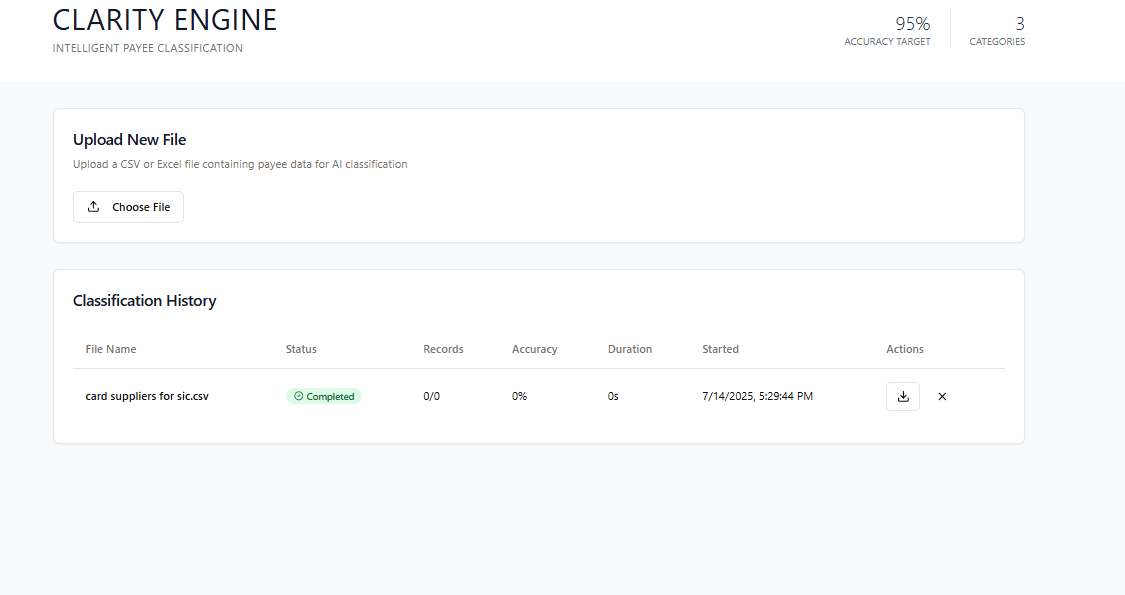 CLARITY ENGINE
INTELLIGENT PAYEE CLASSIFICATION
95%
ACCURACY TARGET
3
CATEGORIES
Upload New File
Upload a CSV or Excel file containing payee data for AI classification
Choose File
Classification History
File Name Status Records Accuracy Duration Started Actions
card suppliers for sic.csv Completed 0/0 0% 0s 7/14/2025, 5:29:44 PM